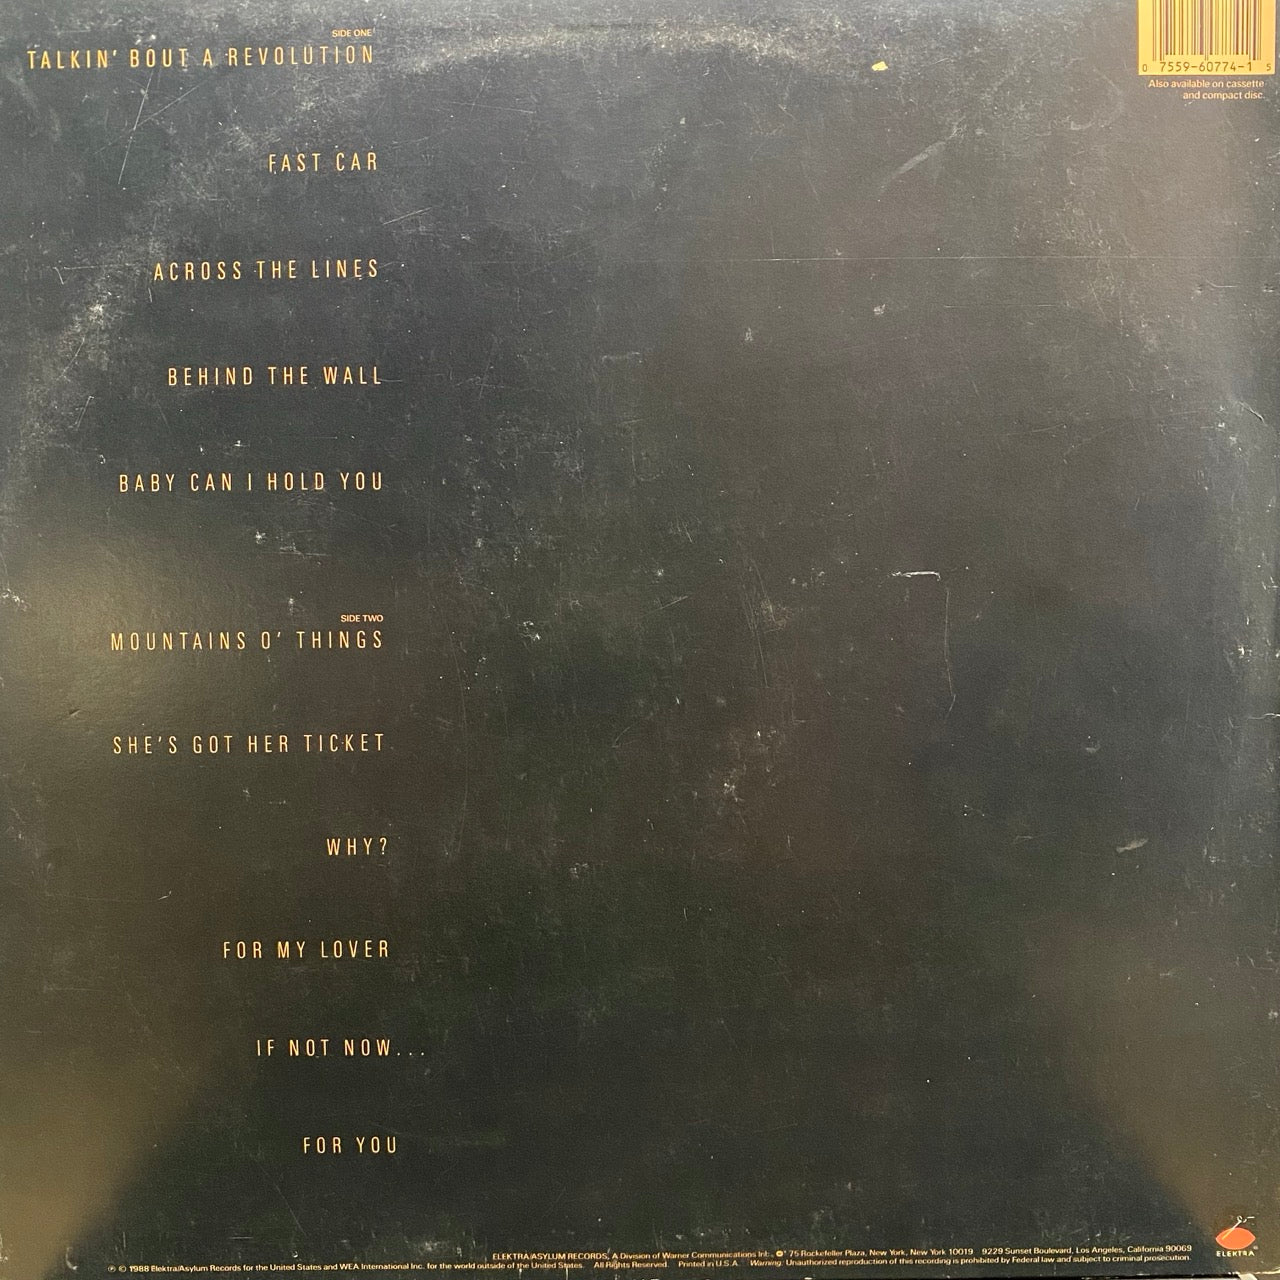 SIDE ONE
TALKIN' BOUT A REVOLUTION
FAST CAR
ACROSS THE LINES
BEHIND THE WALL
BABY CAN I HOLD YOU
SIDE TWO
MOUNTAINS O' THINGS
SHE'S GOT HER TICKET
WHY?
FOR MY LOVER
IF NOT NOW...
FOR YOU
0 7559-60774-1 5
Also available on cassette
and compact disc.
ELEKTRA
ELEKTRA/ASYLUM RECORDS, A Division of Warner Communications Inc. 75 Rockefeller Plaza, New York, New York 10019 9229 Sunset Boulevard, Los Angeles, California 90069
℗ © 1988 Elektra/Asylum Records for the United States and WEA International Inc. for the world outside of the United States. All Rights Reserved. Printed in U.S.A. Warning: Unauthorized reproduction of this recording is prohibited by Federal law and subject to criminal prosecution.